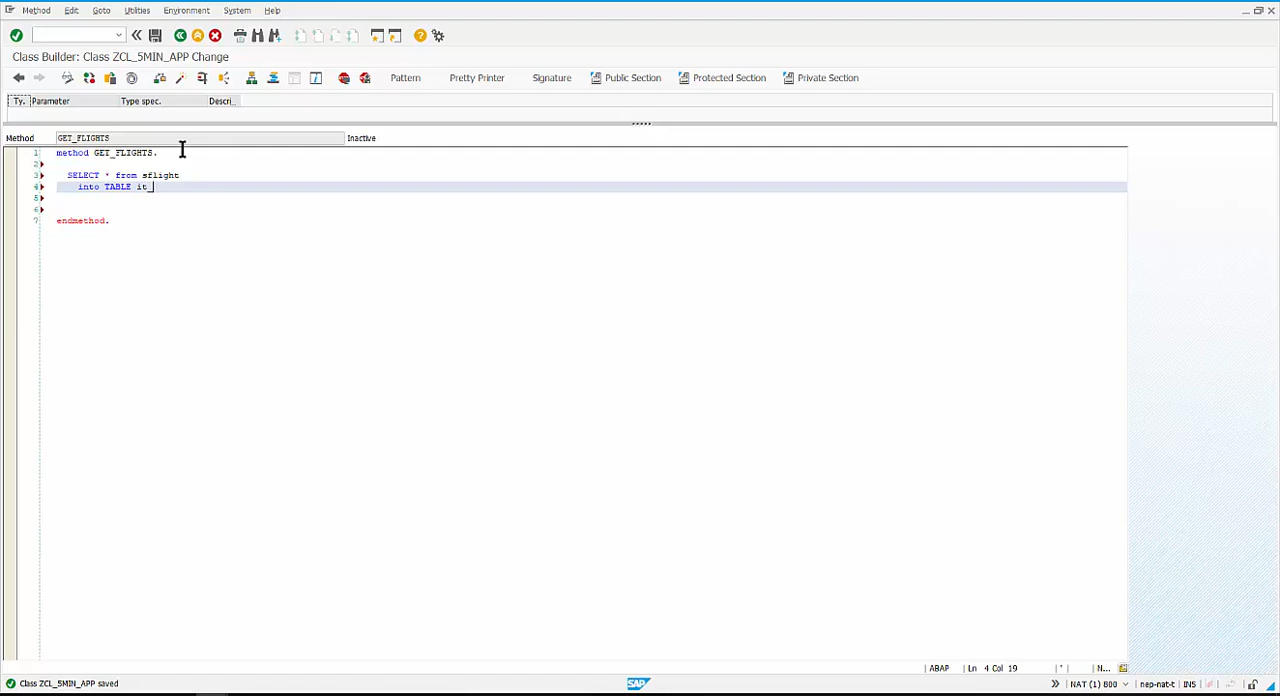 Method Edit Goto Utilities Environment System Help
Class Builder: Class ZCL_5MIN_APP Change
Pattern Pretty Printer Signature Public Section Protected Section Private Section
Ty. Parameter Type spec. Descri...
Method GET_FLIGHTS Inactive
1 method GET_FLIGHTS.
2
3 SELECT * from sflight
4 into TABLE it_
5
6
7 endmethod.
ABAP Ln 4 Col 19 * N...
Class ZCL_5MIN_APP saved SAP NAT (1) 800 nep-nat-t INS